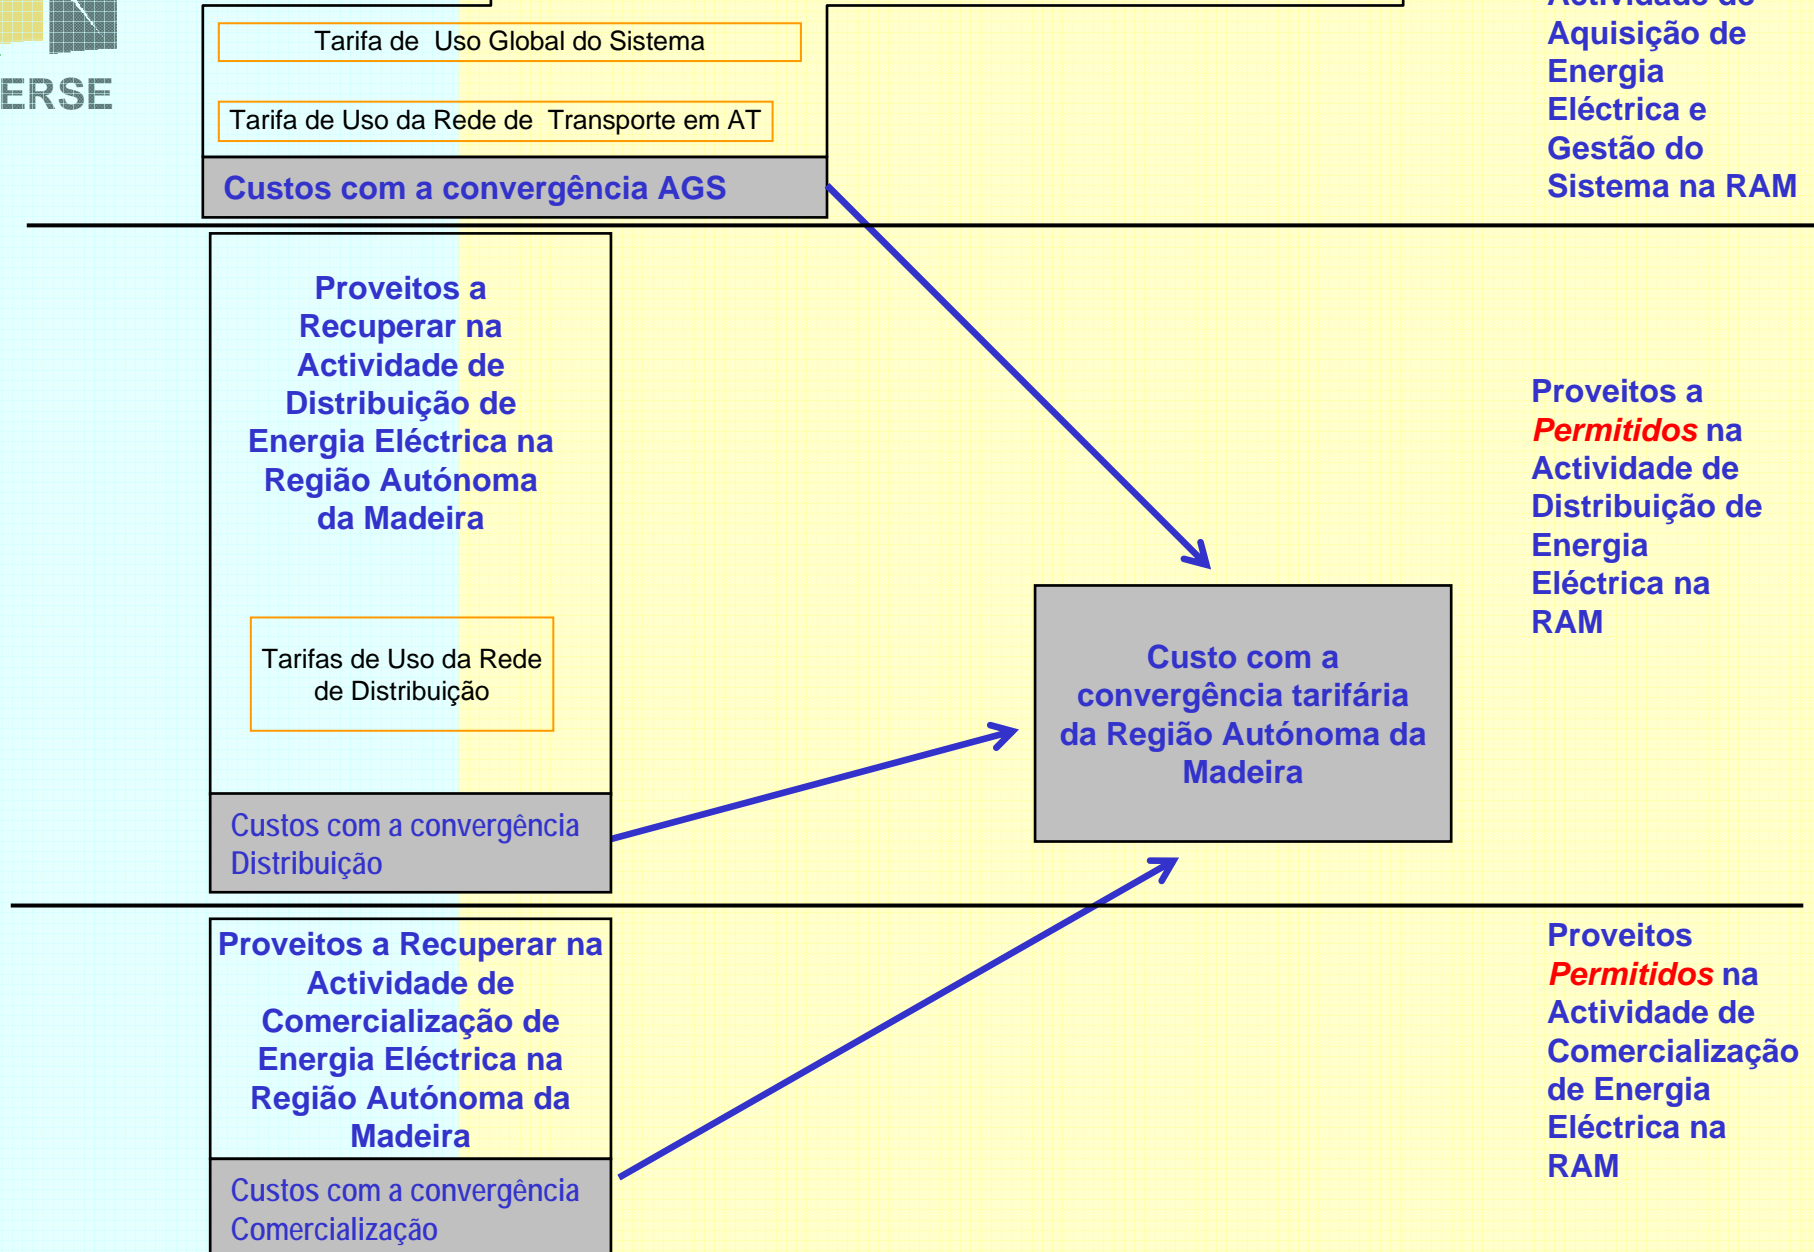 ERSE
Tarifa de Uso Global do Sistema
Tarifa de Uso da Rede de Transporte em AT
Custos com a convergência AGS
Actividade de
Aquisição de
Energia
Eléctrica e
Gestão do
Sistema na RAM
Proveitos a
Recuperar na
Actividade de
Distribuição de
Energia Eléctrica na
Região Autónoma
da Madeira
Tarifas de Uso da Rede
de Distribuição
Custos com a convergência
Distribuição
Custo com a
convergência tarifária
da Região Autónoma da
Madeira
Proveitos a
Permitidos na
Actividade de
Distribuição de
Energia
Eléctrica na
RAM
Proveitos a Recuperar na
Actividade de
Comercialização de
Energia Eléctrica na
Região Autónoma da
Madeira
Custos com a convergência
Comercialização
Proveitos
Permitidos na
Actividade de
Comercialização
de Energia
Eléctrica na
RAM